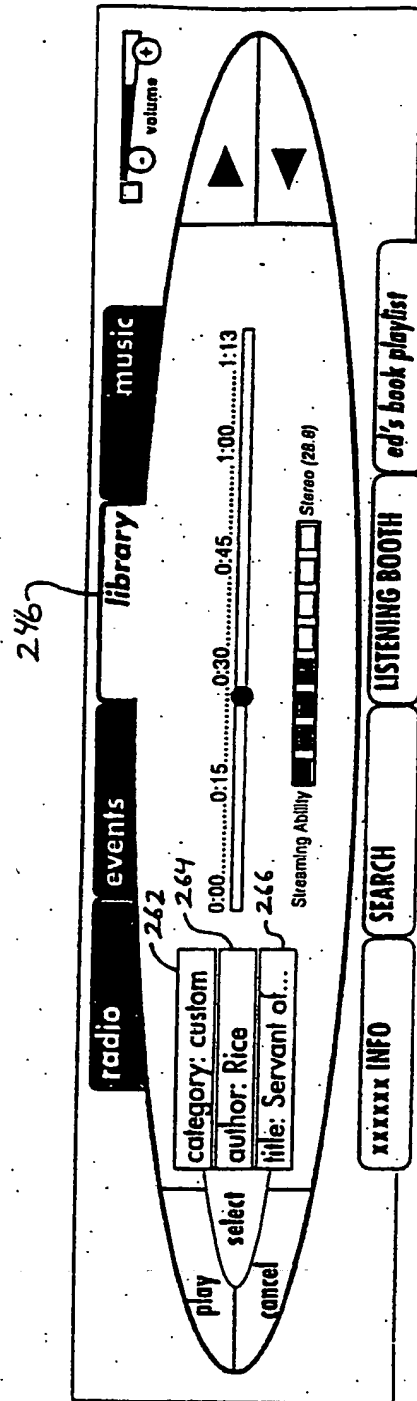 246
radio
events
library
music
volume
play
select
cancel
category: custom
author: Rice
title: Servant of...
262
264
266
0:00...........0:15...........0:30...........0:45...........1:00...........1:13
Streaming Ability
Stereo (28.8)
xxxxxx INFO
SEARCH
LISTENING BOOTH
ed's book playlist